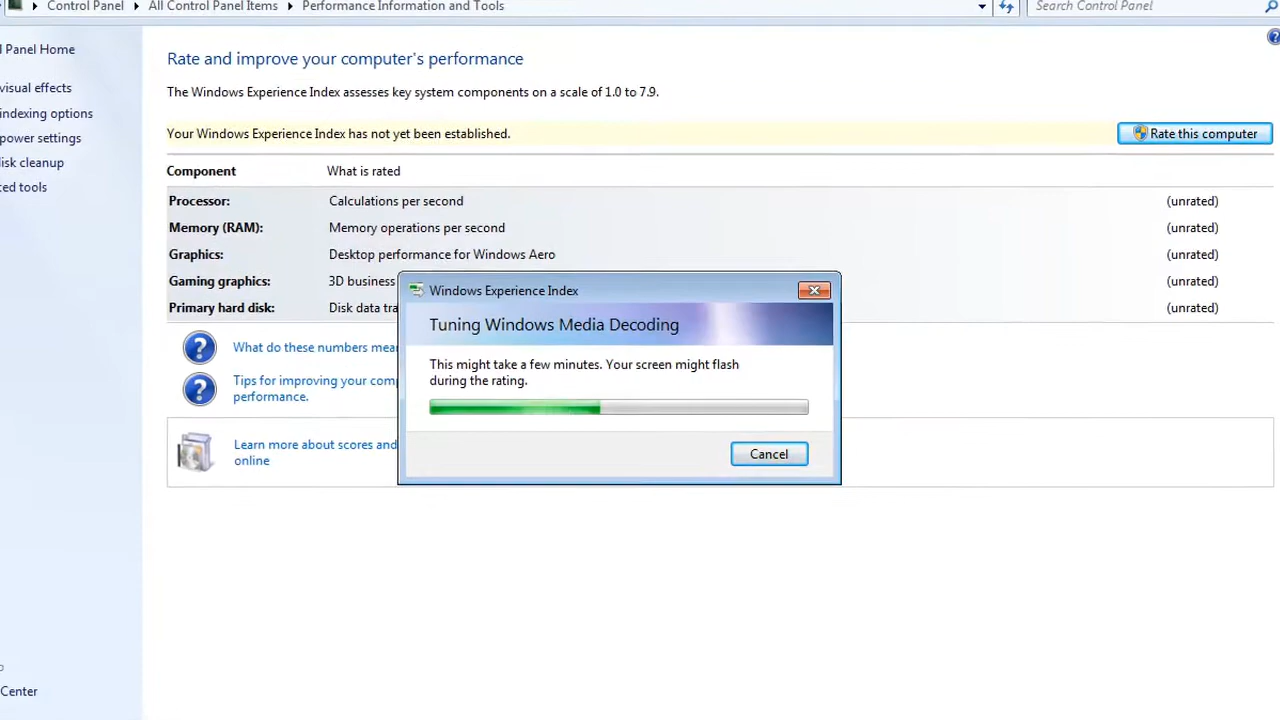 Control Panel All Control Panel Items Performance Information and Tools Search Control Panel
l Panel Home
Rate and improve your computer's performance
visual effects
The Windows Experience Index assesses key system components on a scale of 1.0 to 7.9.
indexing options
Your Windows Experience Index has not yet been established. Rate this computer
power settings
isk cleanup
Component What is rated
ced tools
Processor: Calculations per second (unrated)
Memory (RAM): Memory operations per second (unrated)
Graphics: Desktop performance for Windows Aero (unrated)
Gaming graphics: 3D business (unrated)
Primary hard disk: Disk data tra (unrated)
Windows Experience Index
Tuning Windows Media Decoding
This might take a few minutes. Your screen might flash
during the rating.
Cancel
What do these numbers mea
Tips for improving your comp
performance.
Learn more about scores and
online
Center